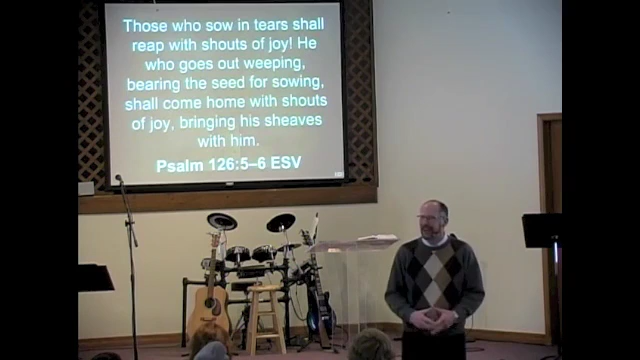 Those who sow in tears shall
reap with shouts of joy! He
who goes out weeping,
bearing the seed for sowing,
shall come home with shouts
of joy, bringing his sheaves
with him.
Psalm 126:5–6 ESV